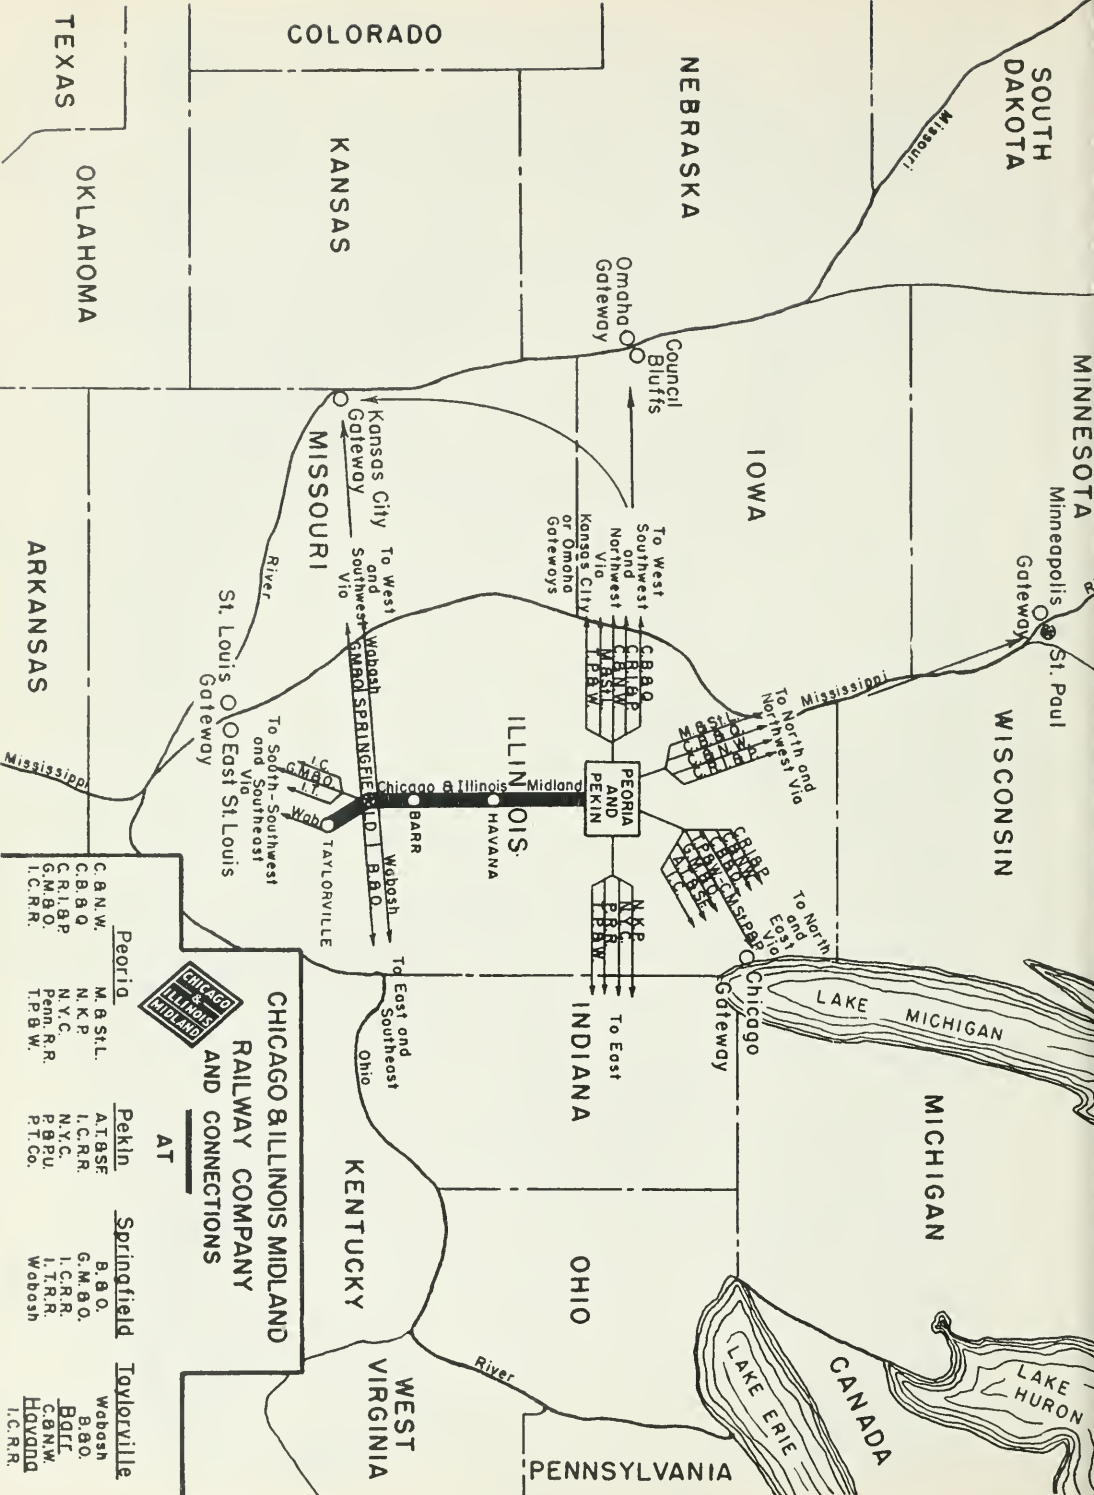 SOUTH
DAKOTA
MINNESOTA
Minneapolis
Gateway
St. Paul
WISCONSIN
Missouri
Mississippi
NEBRASKA
Omaha
Gateway
Council
Bluffs
IOWA
LAKE MICHIGAN
MICHIGAN
LAKE
HURON
CANADA
LAKE ERIE
To West
Southwest
and
Northwest
Via
Kansas City
or Omaha
Gateways
C.B.&Q.
C.R.I.&P.
C.&N.W.
M.&St.L.
T.P.&W.
To North and
Northwest Via
M.&St.L.
C.B.&Q.
C.&N.W.
C.R.I.&P.
PEORIA
AND
PEKIN
C.R.I.&P.
C.&N.W.
C.B.&Q.
T.P.&W.-C.M.St.P.&P.
G.M.&O.
A.T.&S.F.
I.C.
To North
and
East
Via
Chicago
Gateway
N.K.P.
N.Y.C.
P.R.R.
T.P.&W.
To East
ILLINOIS
INDIANA
OHIO
PENNSYLVANIA
COLORADO
KANSAS
Kansas City
Gateway
MISSOURI
River
To West
and
Southwest
Via
Wabash
G.M.&O.
SPRINGFIELD
Chicago & Illinois Midland
BARR
HAVANA
TAYLORVILLE
Wabash
B.&O.
To East and
Southeast
I.C.
G.M.&O.
I.T.
Wab.
To South-Southwest
and Southeast
Via
St. Louis
Gateway
East St. Louis
Ohio
KENTUCKY
River
WEST
VIRGINIA
TEXAS
OKLAHOMA
ARKANSAS
Mississippi
CHICAGO & ILLINOIS MIDLAND
RAILWAY COMPANY
AND CONNECTIONS
AT
CHICAGO
&
ILLINOIS
MIDLAND
Peoria
C.&N.W. M.&St.L.
C.B.&Q N.K.P.
C.R.I.&P. N.Y.C.
G.M.&O. Penn.R.R.
I.C.R.R. T.P.&W.
Pekin
A.T.&S.F.
I.C.R.R.
N.Y.C.
P.&P.U.
P.T.Co.
Springfield
B.&O.
G.M.&O.
I.C.R.R.
I.T.R.R.
Wabash
Taylorville
Wabash
B.&O.
Barr
C.&N.W.
Havana
I.C.R.R.